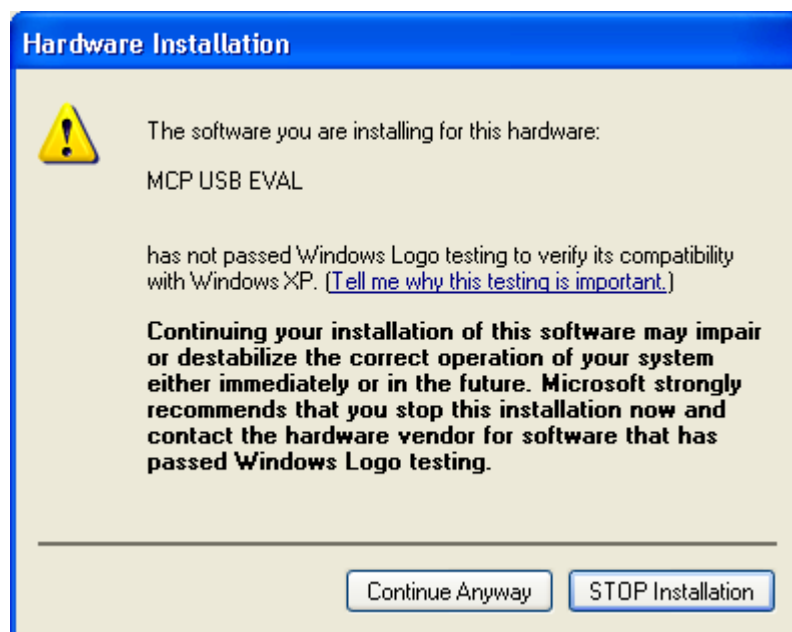 Hardware Installation
The software you are installing for this hardware:
MCP USB EVAL
has not passed Windows Logo testing to verify its compatibility
with Windows XP. (Tell me why this testing is important.)
Continuing your installation of this software may impair
or destabilize the correct operation of your system
either immediately or in the future. Microsoft strongly
recommends that you stop this installation now and
contact the hardware vendor for software that has
passed Windows Logo testing.
Continue Anyway
STOP Installation